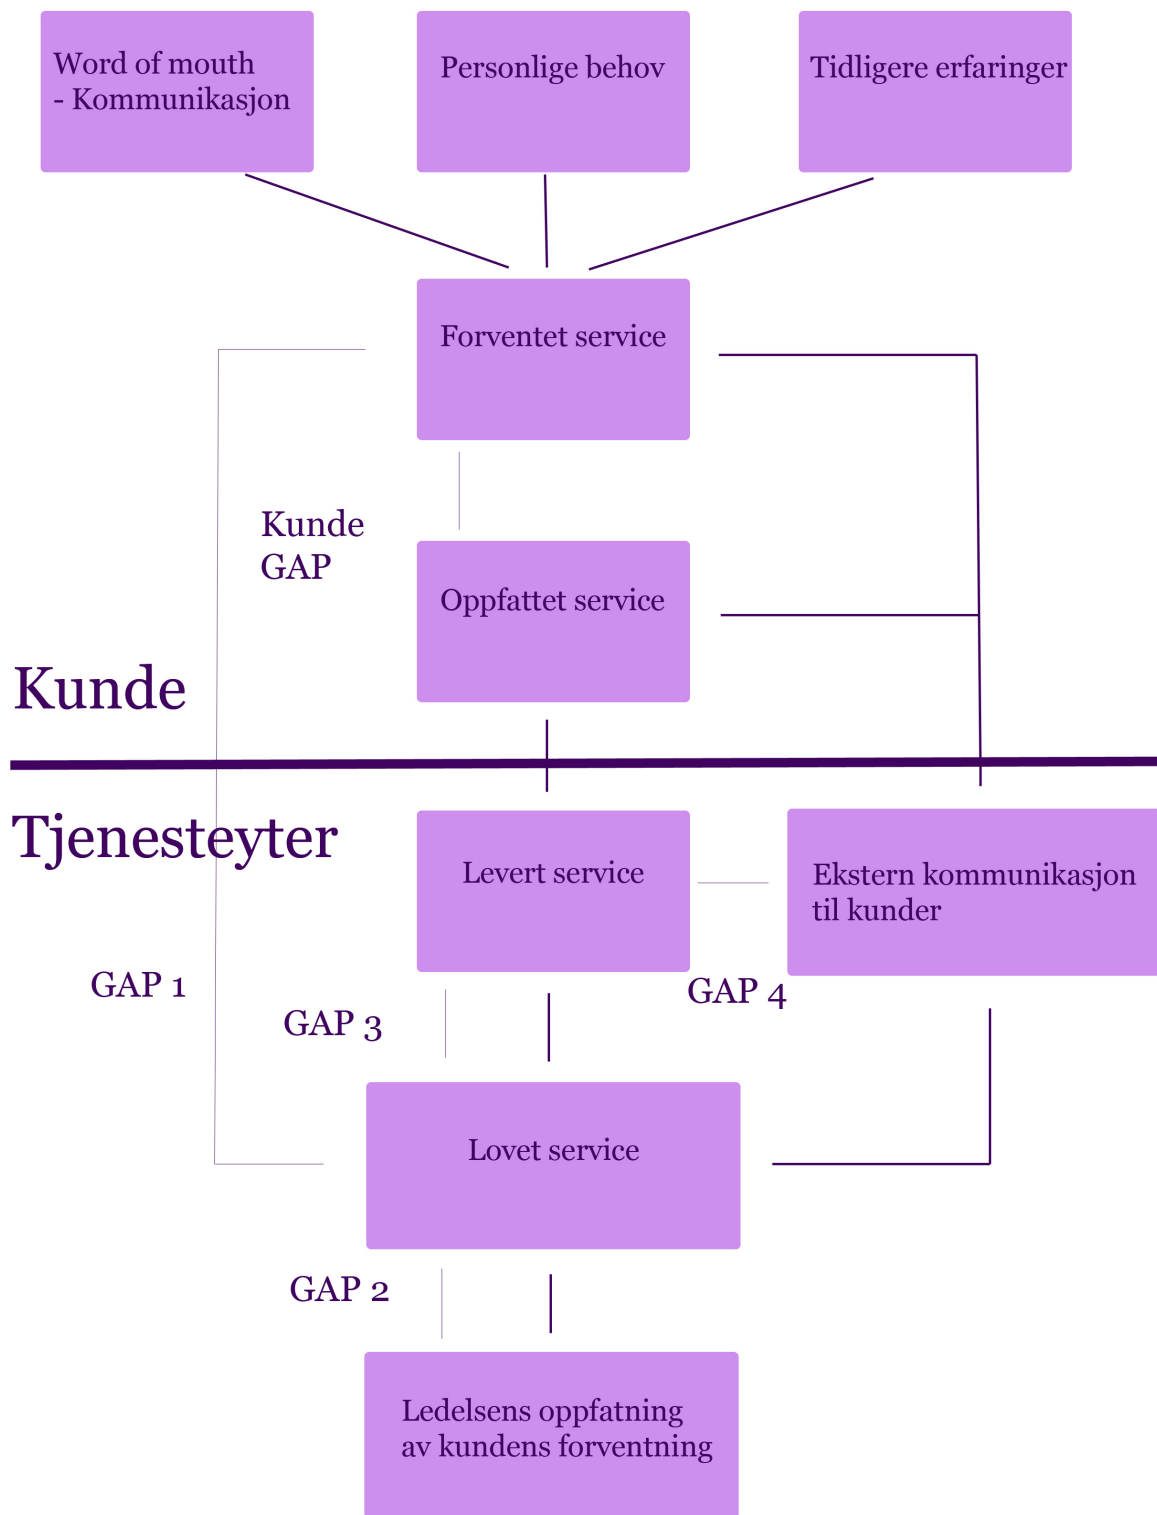 Word of mouth
- Kommunikasjon
Personlige behov
Tidligere erfaringer
Forventet service
Kunde
GAP
Oppfattet service
Kunde
Tjenesteyter
Levert service
Ekstern kommunikasjon
til kunder
GAP 1
GAP 3
GAP 4
Lovet service
GAP 2
Ledelsens oppfatning
av kundens forventning